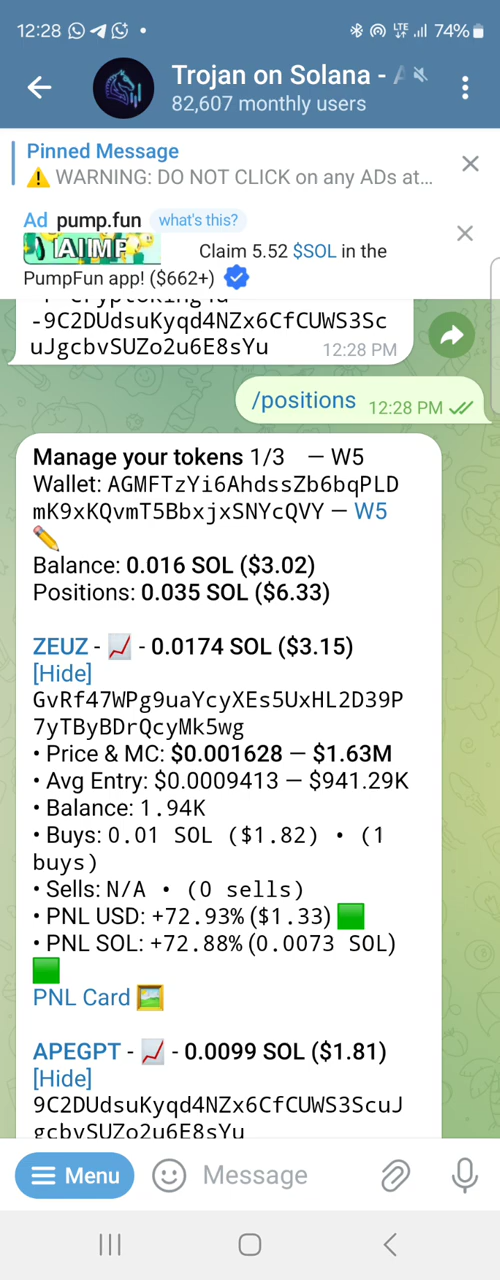 12:28
74%
Trojan on Solana -
82,607 monthly users
Pinned Message
⚠️ WARNING: DO NOT CLICK on any ADs at…
Ad pump.fun what's this?
Claim 5.52 $SOL in the
PumpFun app! ($662+)
-9C2DUdsuKyqd4NZx6CfCUWS3Sc
uJgcbvSUZo2u6E8sYu 12:28 PM
/positions 12:28 PM
Manage your tokens 1/3 — W5
Wallet: AGMFTzYi6AhdssZb6bqPLD
mK9xKQvmT5BbxjxSNYcQVY — W5
✏️
Balance: 0.016 SOL ($3.02)
Positions: 0.035 SOL ($6.33)
ZEUZ - 📈 - 0.0174 SOL ($3.15)
[Hide]
GvRf47WPg9uaYcyXEs5UxHL2D39P
7yTByBDrQcyMk5wg
• Price & MC: $0.001628 — $1.63M
• Avg Entry: $0.0009413 — $941.29K
• Balance: 1.94K
• Buys: 0.01 SOL ($1.82) • (1
buys)
• Sells: N/A • (0 sells)
• PNL USD: +72.93% ($1.33) 🟩
• PNL SOL: +72.88% (0.0073 SOL)
🟩
PNL Card 🖼️
APEGPT - 📈 - 0.0099 SOL ($1.81)
[Hide]
9C2DUdsuKyqd4NZx6CfCUWS3ScuJ
gcbvSUZo2u6E8sYu
Menu
Message